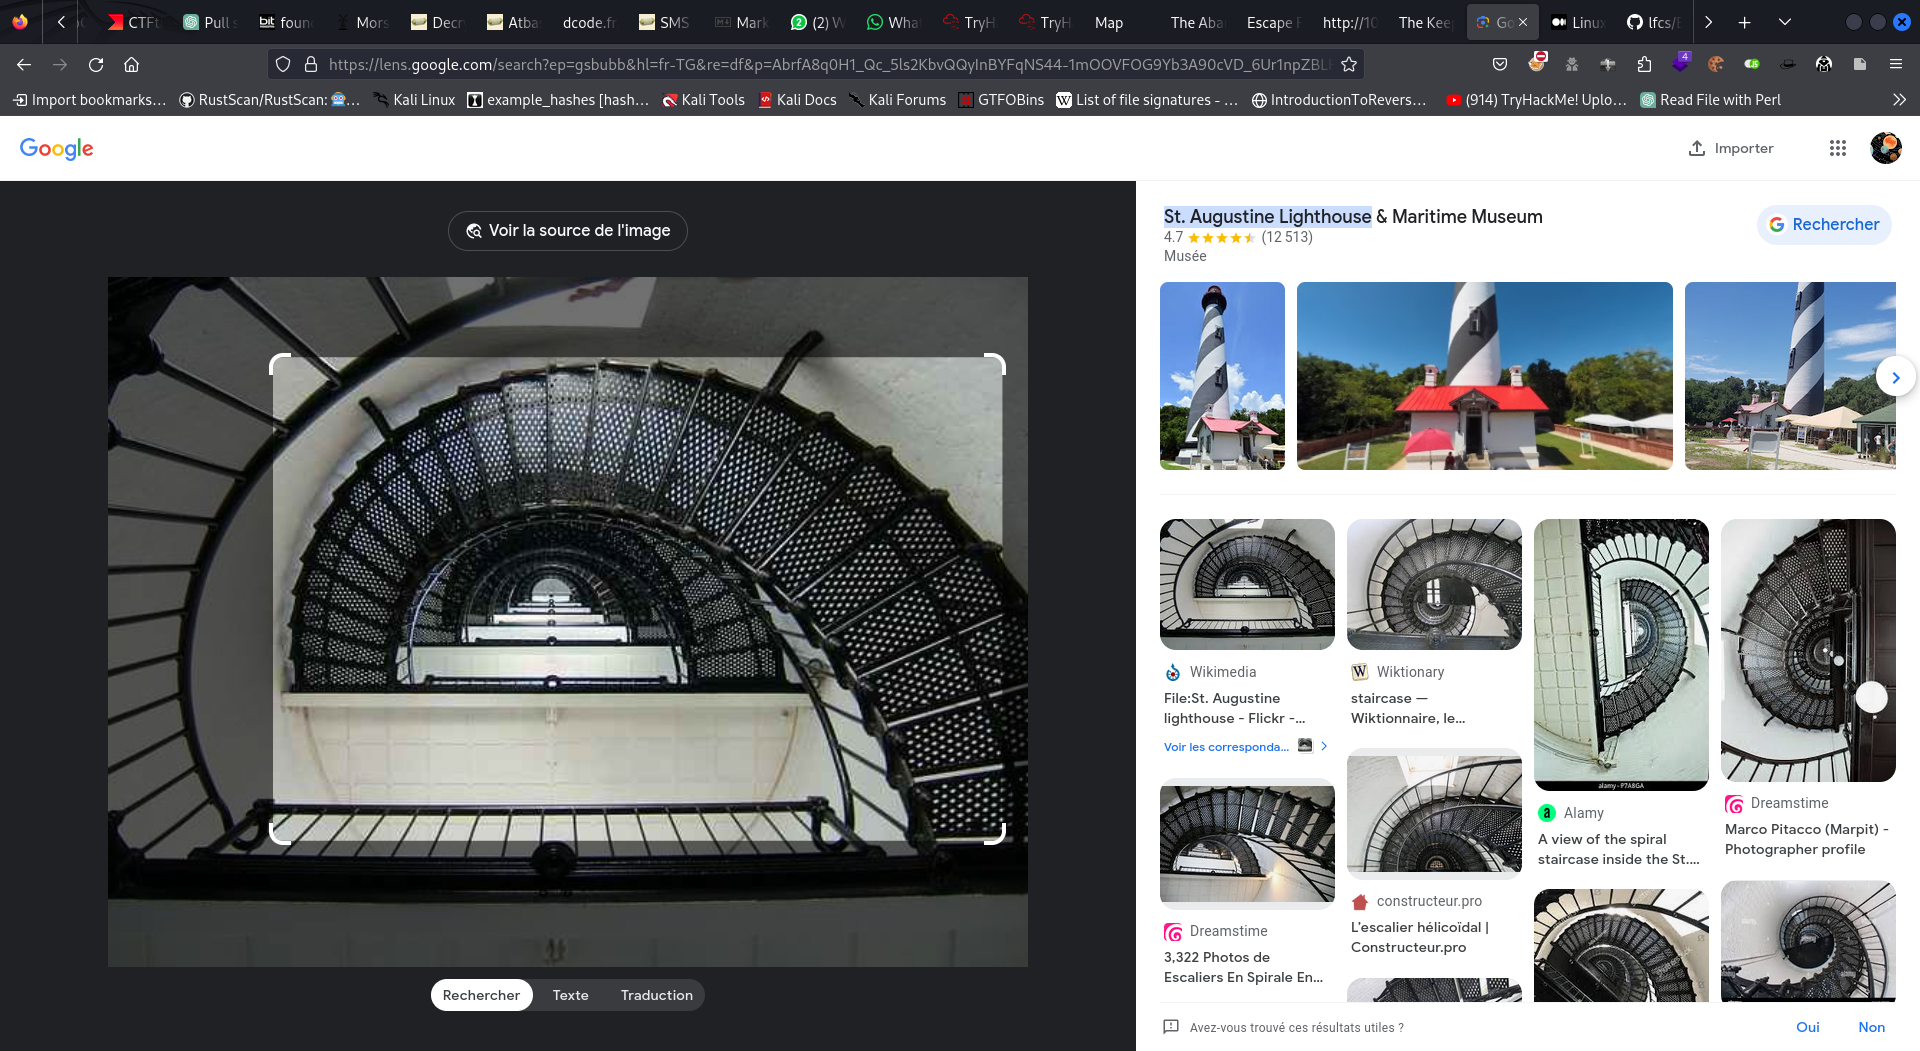 CTFt
Pull s
bit foun
Mors
Decry
Atba
dcode.fr
SMS
Mark
(2) W
What
TryH
TryH
Map
The Aba
Escape R
http://10
The Kee
Go
Linu
lfcs/E
https://lens.google.com/search?ep=gsbubb&hl=fr-TG&re=df&p=AbrfA8q0H1_Qc_5ls2KbvQQyInBYFqNS44-1mOOVFOG9Yb3A90cVD_6Ur1npZBL
4
Import bookmarks…
RustScan/RustScan: 🤖…
Kali Linux
example_hashes [hash…
Kali Tools
Kali Docs
Kali Forums
GTFOBins
List of file signatures - …
IntroductionToRevers…
(914) TryHackMe! Uplo…
Read File with Perl
Google
Importer
Voir la source de l'image
St. Augustine Lighthouse & Maritime Museum
4.7 (12 513)
Musée
Rechercher
Wikimedia
File:St. Augustine
lighthouse - Flickr -…
Voir les corresponda…
Wiktionary
staircase —
Wiktionnaire, le…
alamy - P7A8GA
Alamy
A view of the spiral
staircase inside the St.…
Dreamstime
Marco Pitacco (Marpit) -
Photographer profile
constructeur.pro
L'escalier hélicoïdal |
Constructeur.pro
Dreamstime
3,322 Photos de
Escaliers En Spirale En…
Rechercher
Texte
Traduction
Avez-vous trouvé ces résultats utiles ?
Oui
Non